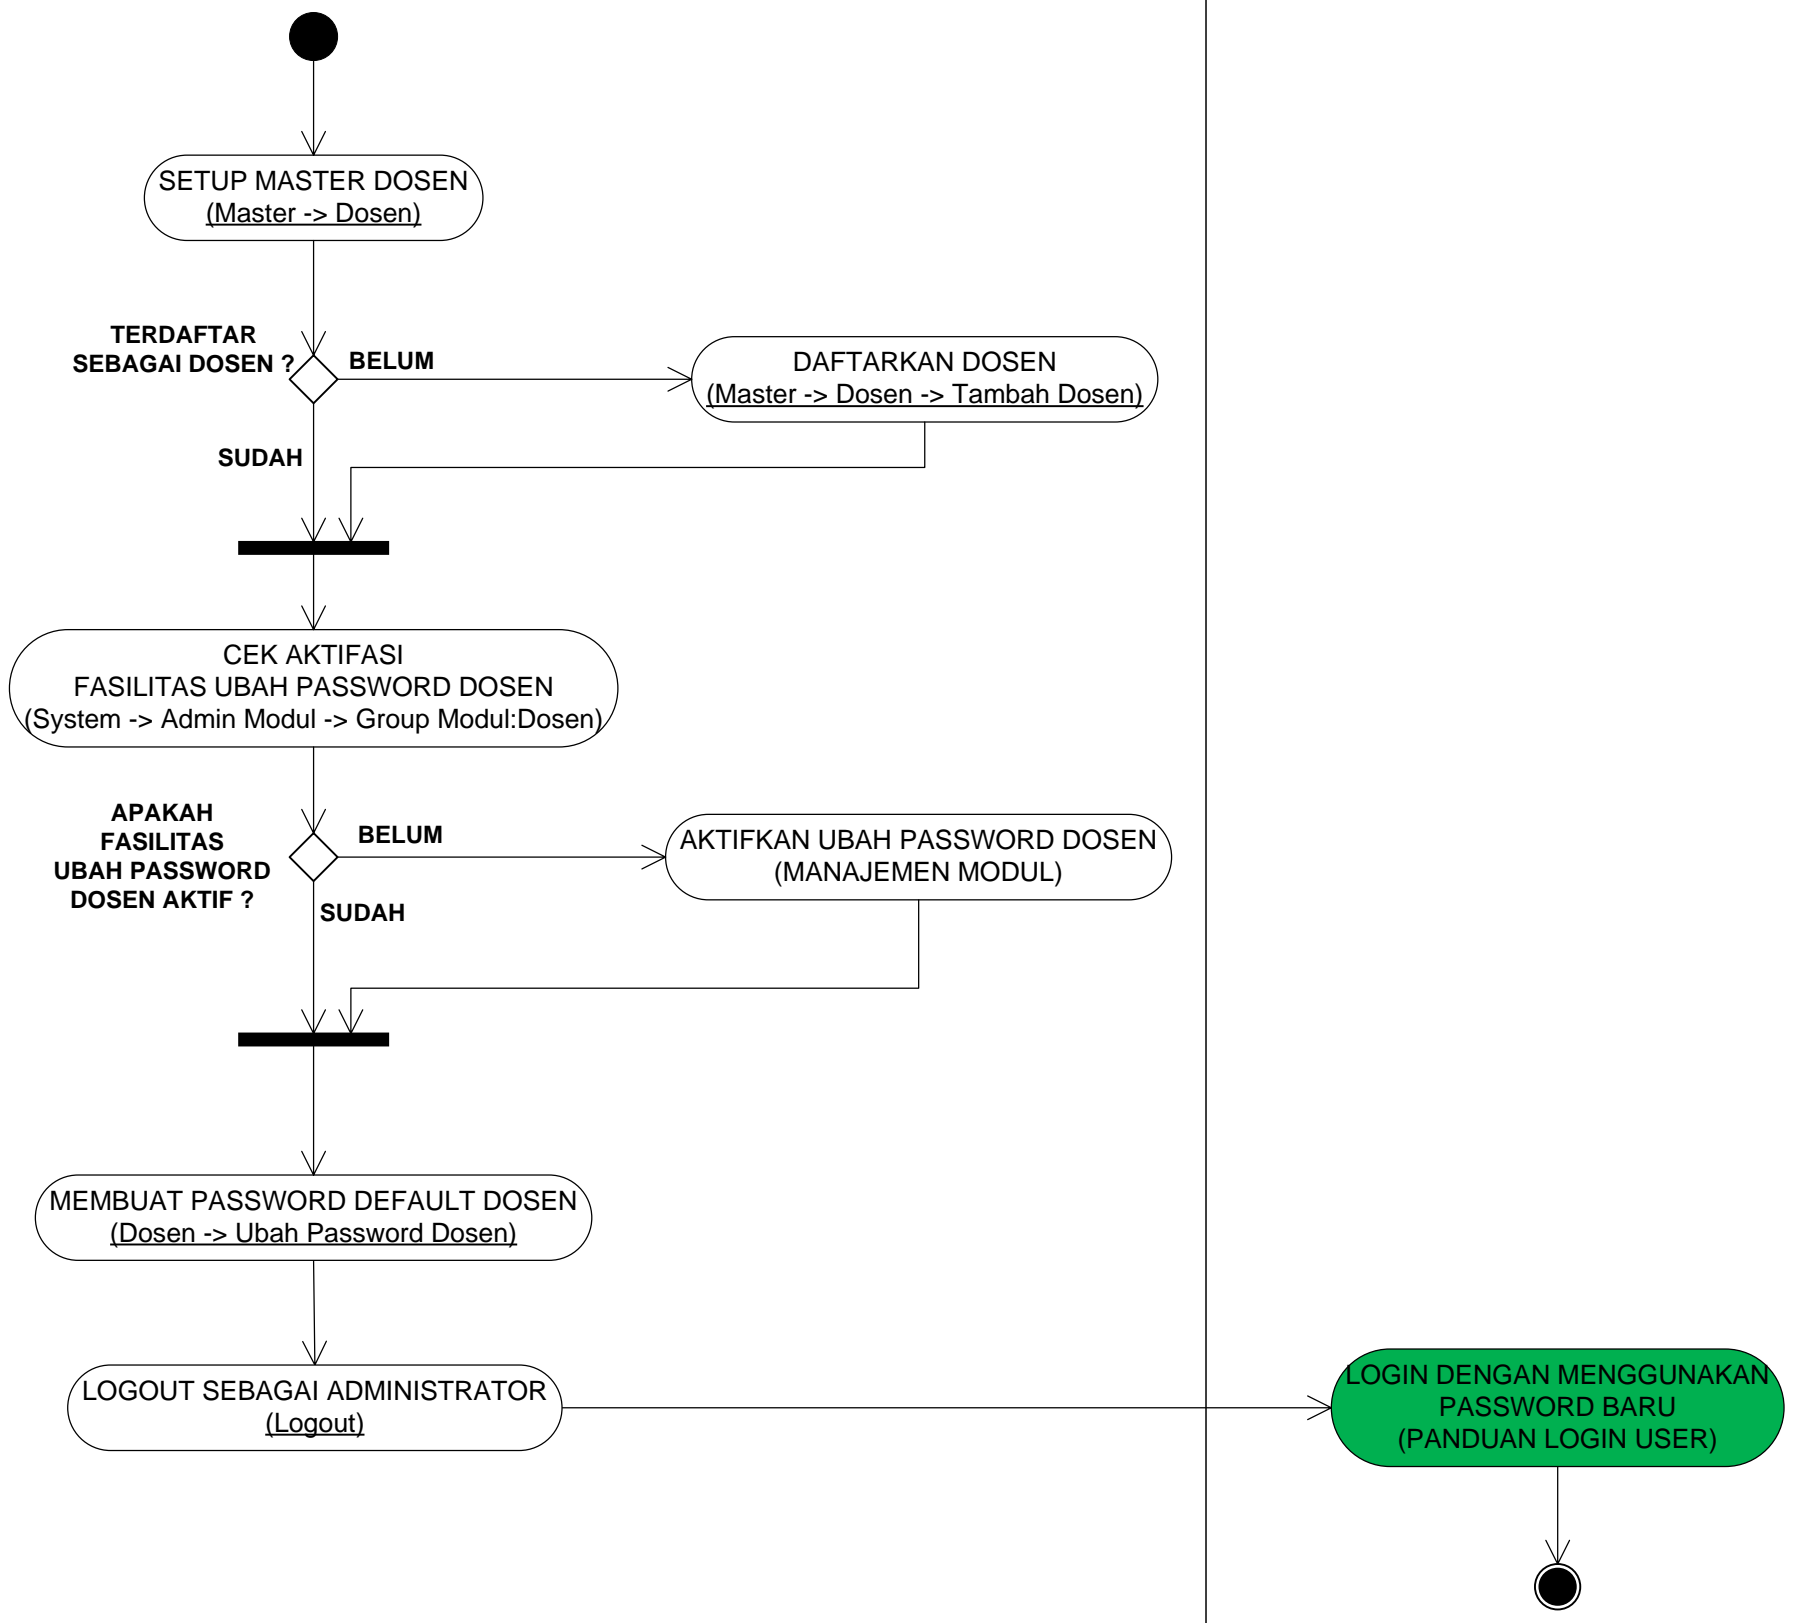 SETUP MASTER DOSEN
(Master -> Dosen)
TERDAFTAR
SEBAGAI DOSEN ?
BELUM
DAFTARKAN DOSEN
(Master -> Dosen -> Tambah Dosen)
SUDAH
CEK AKTIFASI
FASILITAS UBAH PASSWORD DOSEN
(System -> Admin Modul -> Group Modul:Dosen)
APAKAH
FASILITAS
UBAH PASSWORD
DOSEN AKTIF ?
BELUM
AKTIFKAN UBAH PASSWORD DOSEN
(MANAJEMEN MODUL)
SUDAH
MEMBUAT PASSWORD DEFAULT DOSEN
(Dosen -> Ubah Password Dosen)
LOGOUT SEBAGAI ADMINISTRATOR
(Logout)
LOGIN DENGAN MENGGUNAKAN
PASSWORD BARU
(PANDUAN LOGIN USER)